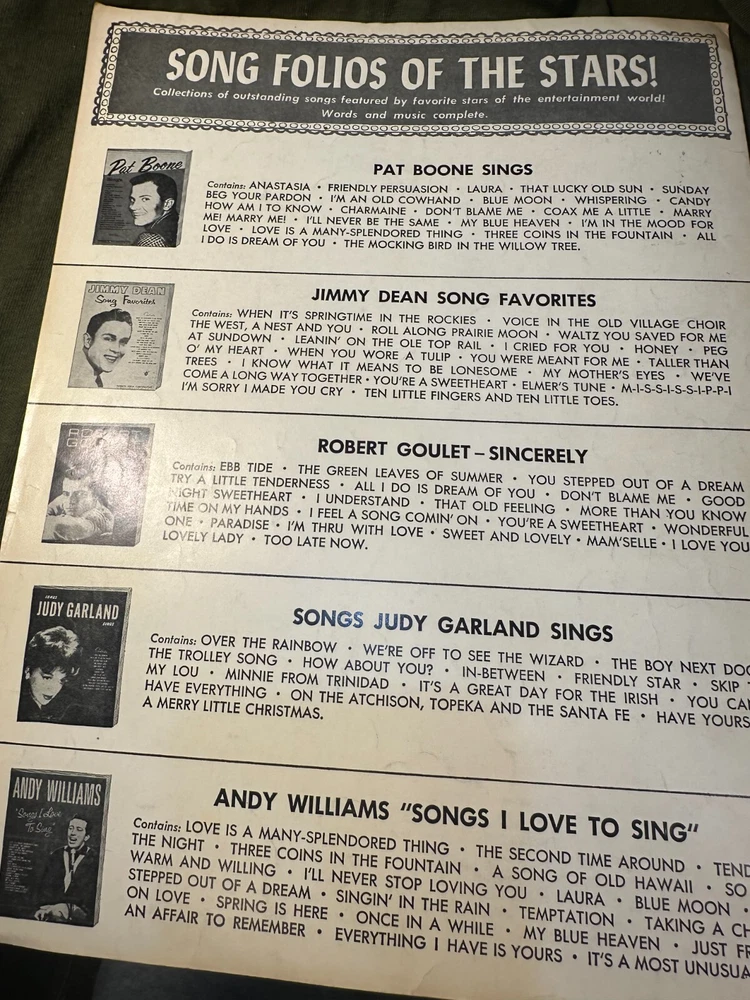 SONG FOLIOS OF THE STARS!
Collections of outstanding songs featured by favorite stars of the entertainment world!
Words and music complete.
Pat Boone
PAT BOONE SINGS
Contains: ANASTASIA • FRIENDLY PERSUASION • LAURA • THAT LUCKY OLD SUN • SUNDAY
BEG YOUR PARDON • I'M AN OLD COWHAND • BLUE MOON • WHISPERING • CANDY
HOW AM I TO KNOW • CHARMAINE • DON'T BLAME ME • COAX ME A LITTLE • MARRY
ME! MARRY ME! • I'LL NEVER BE THE SAME • MY BLUE HEAVEN • I'M IN THE MOOD FOR
LOVE • LOVE IS A MANY-SPLENDORED THING • THREE COINS IN THE FOUNTAIN • ALL
I DO IS DREAM OF YOU • THE MOCKING BIRD IN THE WILLOW TREE.
JIMMY DEAN
Song Favorites
JIMMY DEAN SONG FAVORITES
Contains: WHEN IT'S SPRINGTIME IN THE ROCKIES • VOICE IN THE OLD VILLAGE CHOIR
THE WEST, A NEST AND YOU • ROLL ALONG PRAIRIE MOON • WALTZ YOU SAVED FOR ME
AT SUNDOWN • LEANIN' ON THE OLE TOP RAIL • I CRIED FOR YOU • HONEY • PEG
O' MY HEART • WHEN YOU WORE A TULIP • YOU WERE MEANT FOR ME • TALLER THAN
TREES • I KNOW WHAT IT MEANS TO BE LONESOME • MY MOTHER'S EYES • WE'VE
COME A LONG WAY TOGETHER • YOU'RE A SWEETHEART • ELMER'S TUNE • M-I-S-S-I-S-S-I-P-P-I
I'M SORRY I MADE YOU CRY • TEN LITTLE FINGERS AND TEN LITTLE TOES.
ROBERT GOULET – SINCERELY
Contains: EBB TIDE • THE GREEN LEAVES OF SUMMER • YOU STEPPED OUT OF A DREAM
TRY A LITTLE TENDERNESS • ALL I DO IS DREAM OF YOU • DON'T BLAME ME • GOOD
NIGHT SWEETHEART • I UNDERSTAND • THAT OLD FEELING • MORE THAN YOU KNOW
TIME ON MY HANDS • I FEEL A SONG COMIN' ON • YOU'RE A SWEETHEART • WONDERFUL
ONE • PARADISE • I'M THRU WITH LOVE • SWEET AND LOVELY • MAM'SELLE • I LOVE YOU
LOVELY LADY • TOO LATE NOW.
SONGS
JUDY GARLAND
SINGS
SONGS JUDY GARLAND SINGS
Contains: OVER THE RAINBOW • WE'RE OFF TO SEE THE WIZARD • THE BOY NEXT DOO
THE TROLLEY SONG • HOW ABOUT YOU? • IN-BETWEEN • FRIENDLY STAR • SKIP
MY LOU • MINNIE FROM TRINIDAD • IT'S A GREAT DAY FOR THE IRISH • YOU CAN
HAVE EVERYTHING • ON THE ATCHISON, TOPEKA AND THE SANTA FE • HAVE YOURS
A MERRY LITTLE CHRISTMAS.
ANDY WILLIAMS
"Songs I Love
To Sing"
ANDY WILLIAMS "SONGS I LOVE TO SING"
Contains: LOVE IS A MANY-SPLENDORED THING • THE SECOND TIME AROUND • TEND
THE NIGHT • THREE COINS IN THE FOUNTAIN • A SONG OF OLD HAWAII • SO
WARM AND WILLING • I'LL NEVER STOP LOVING YOU • LAURA • BLUE MOON •
STEPPED OUT OF A DREAM • SINGIN' IN THE RAIN • TEMPTATION • TAKING A CH
ON LOVE • SPRING IS HERE • ONCE IN A WHILE • MY BLUE HEAVEN • JUST FR
AN AFFAIR TO REMEMBER • EVERYTHING I HAVE IS YOURS • IT'S A MOST UNUSUA